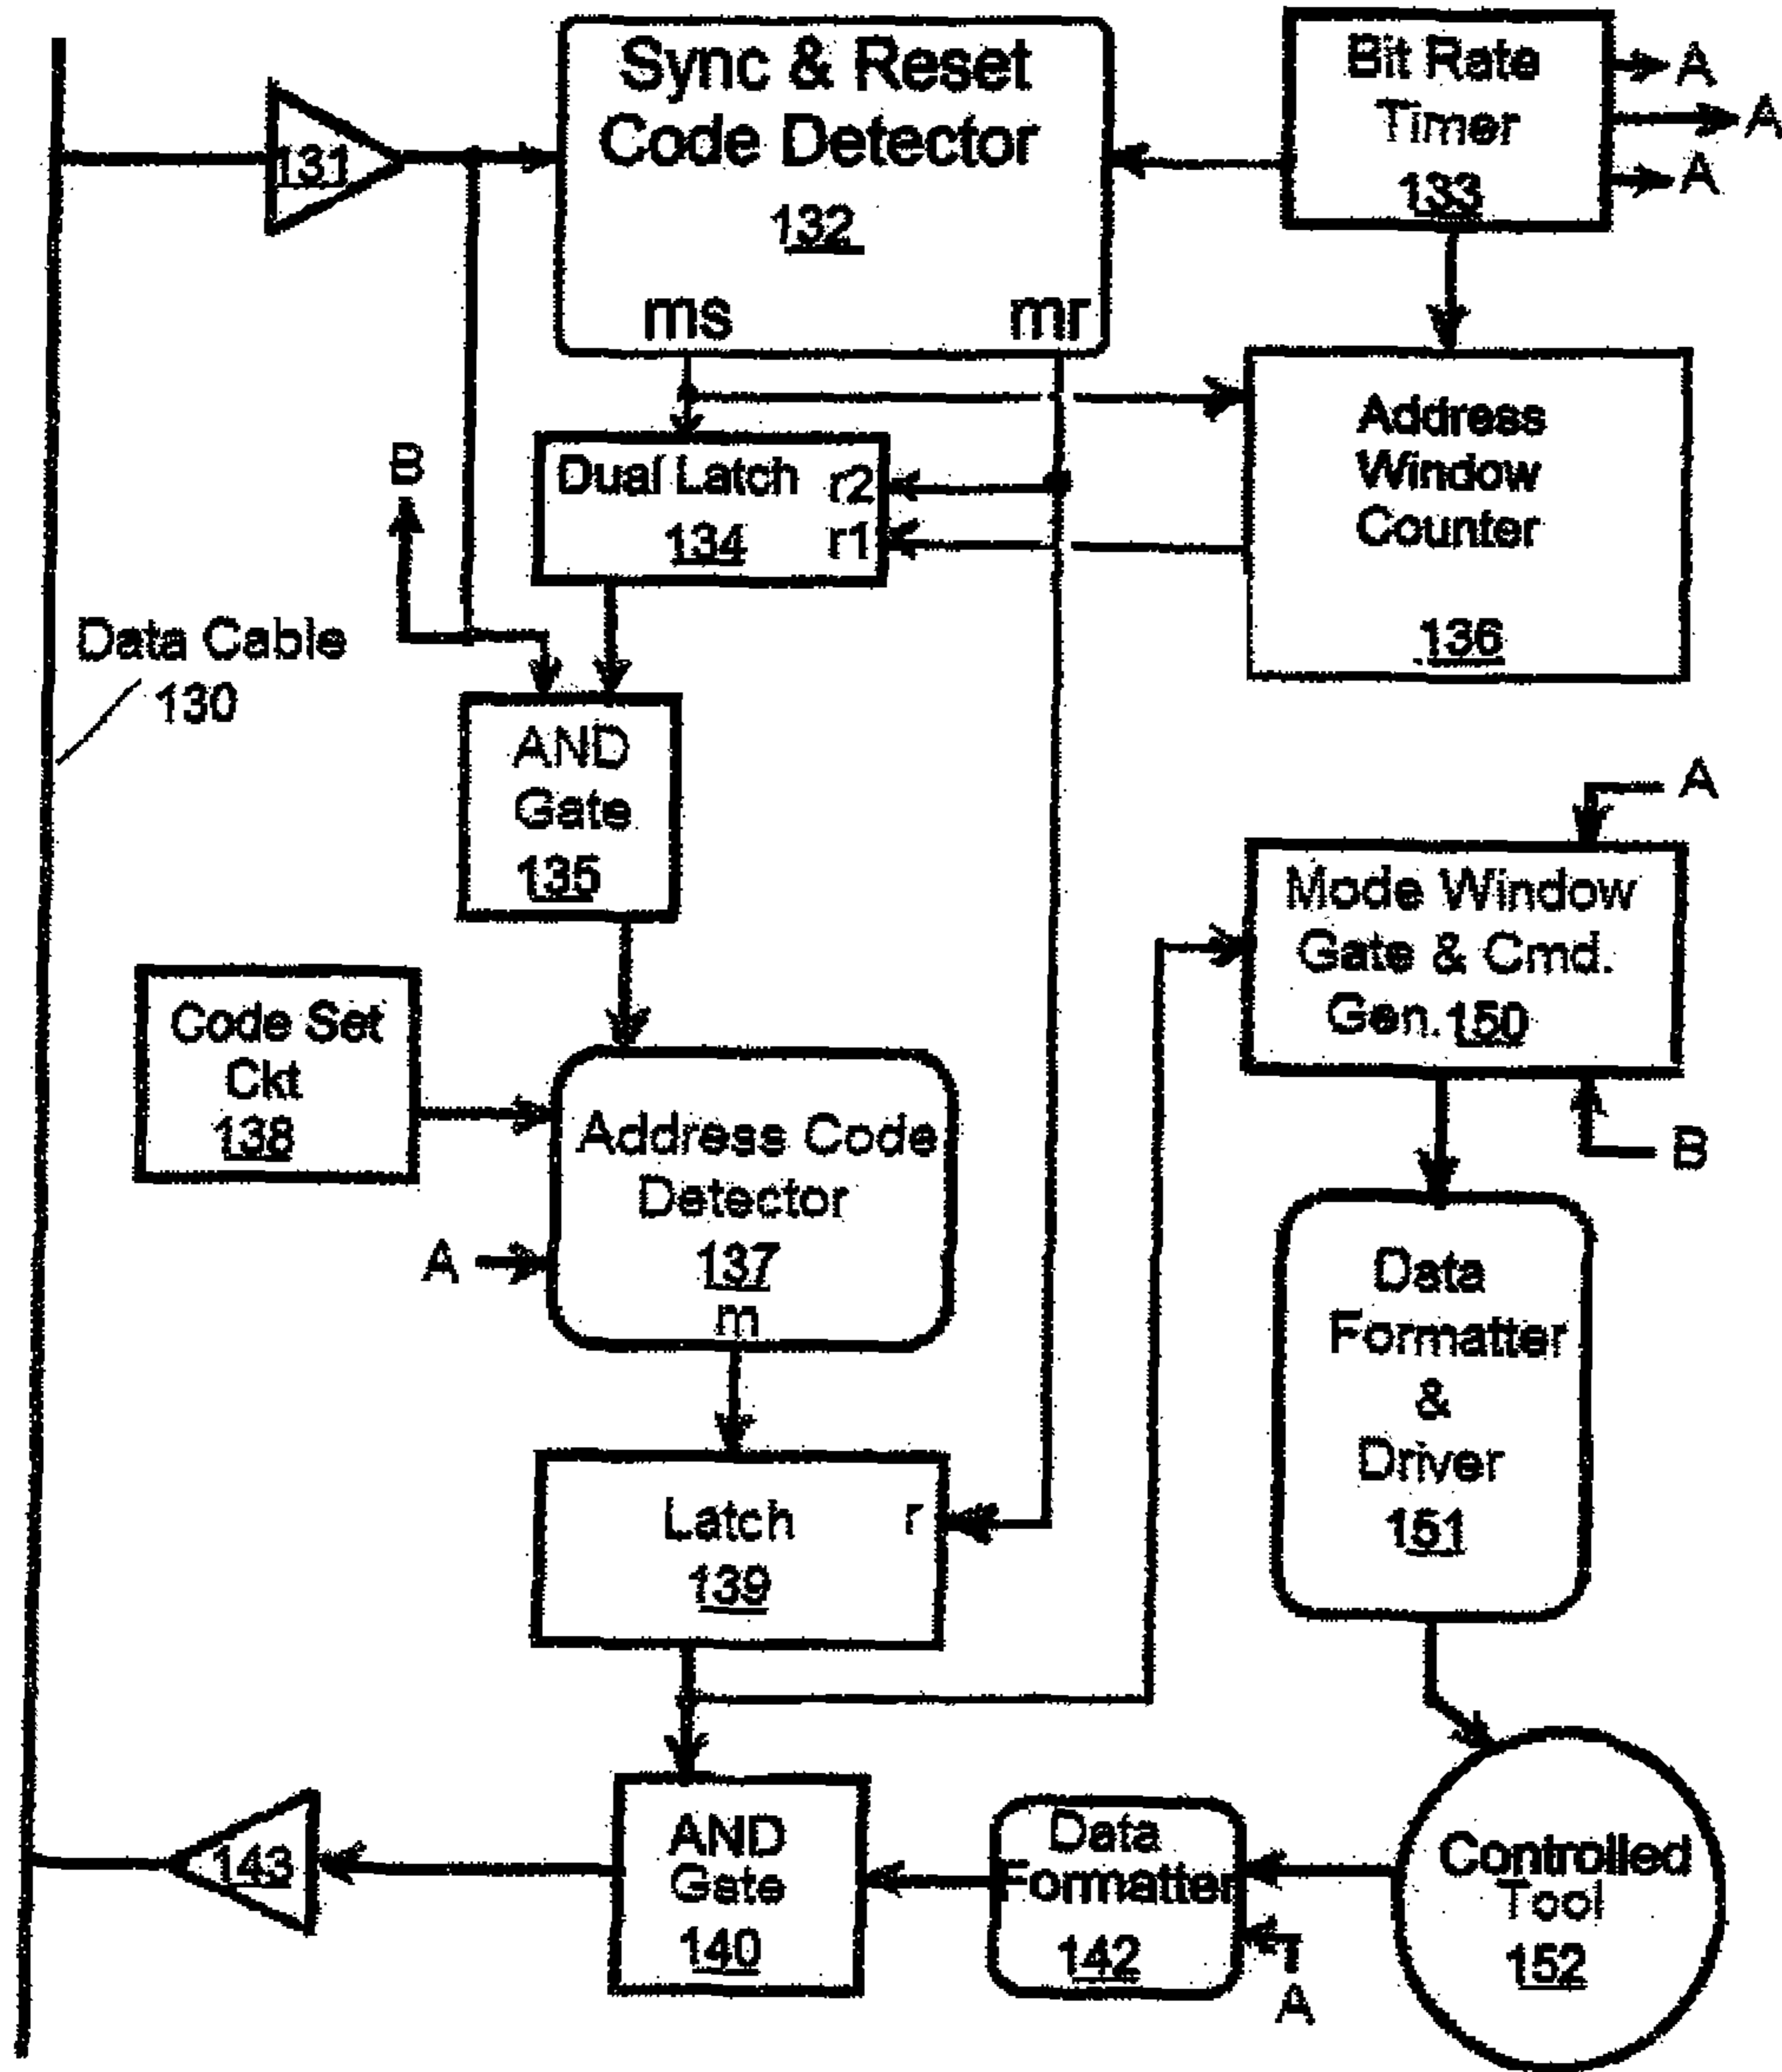 Sync & Reset
Code Detector
132
ms
mr
Bit Rate
Timer
133
A
A
A
131
Dual Latch
134
r2
r1
Address
Window
Counter
136
B
Data Cable
130
AND
Gate
135
A
Mode Window
Gate & Cmd.
Gen. 150
B
Code Set
Ckt
138
Address Code
Detector
137
m
A
Data
Formatter
&
Driver
151
Latch
139
r
143
AND
Gate
140
Data
Formatter
142
A
Controlled
Tool
152